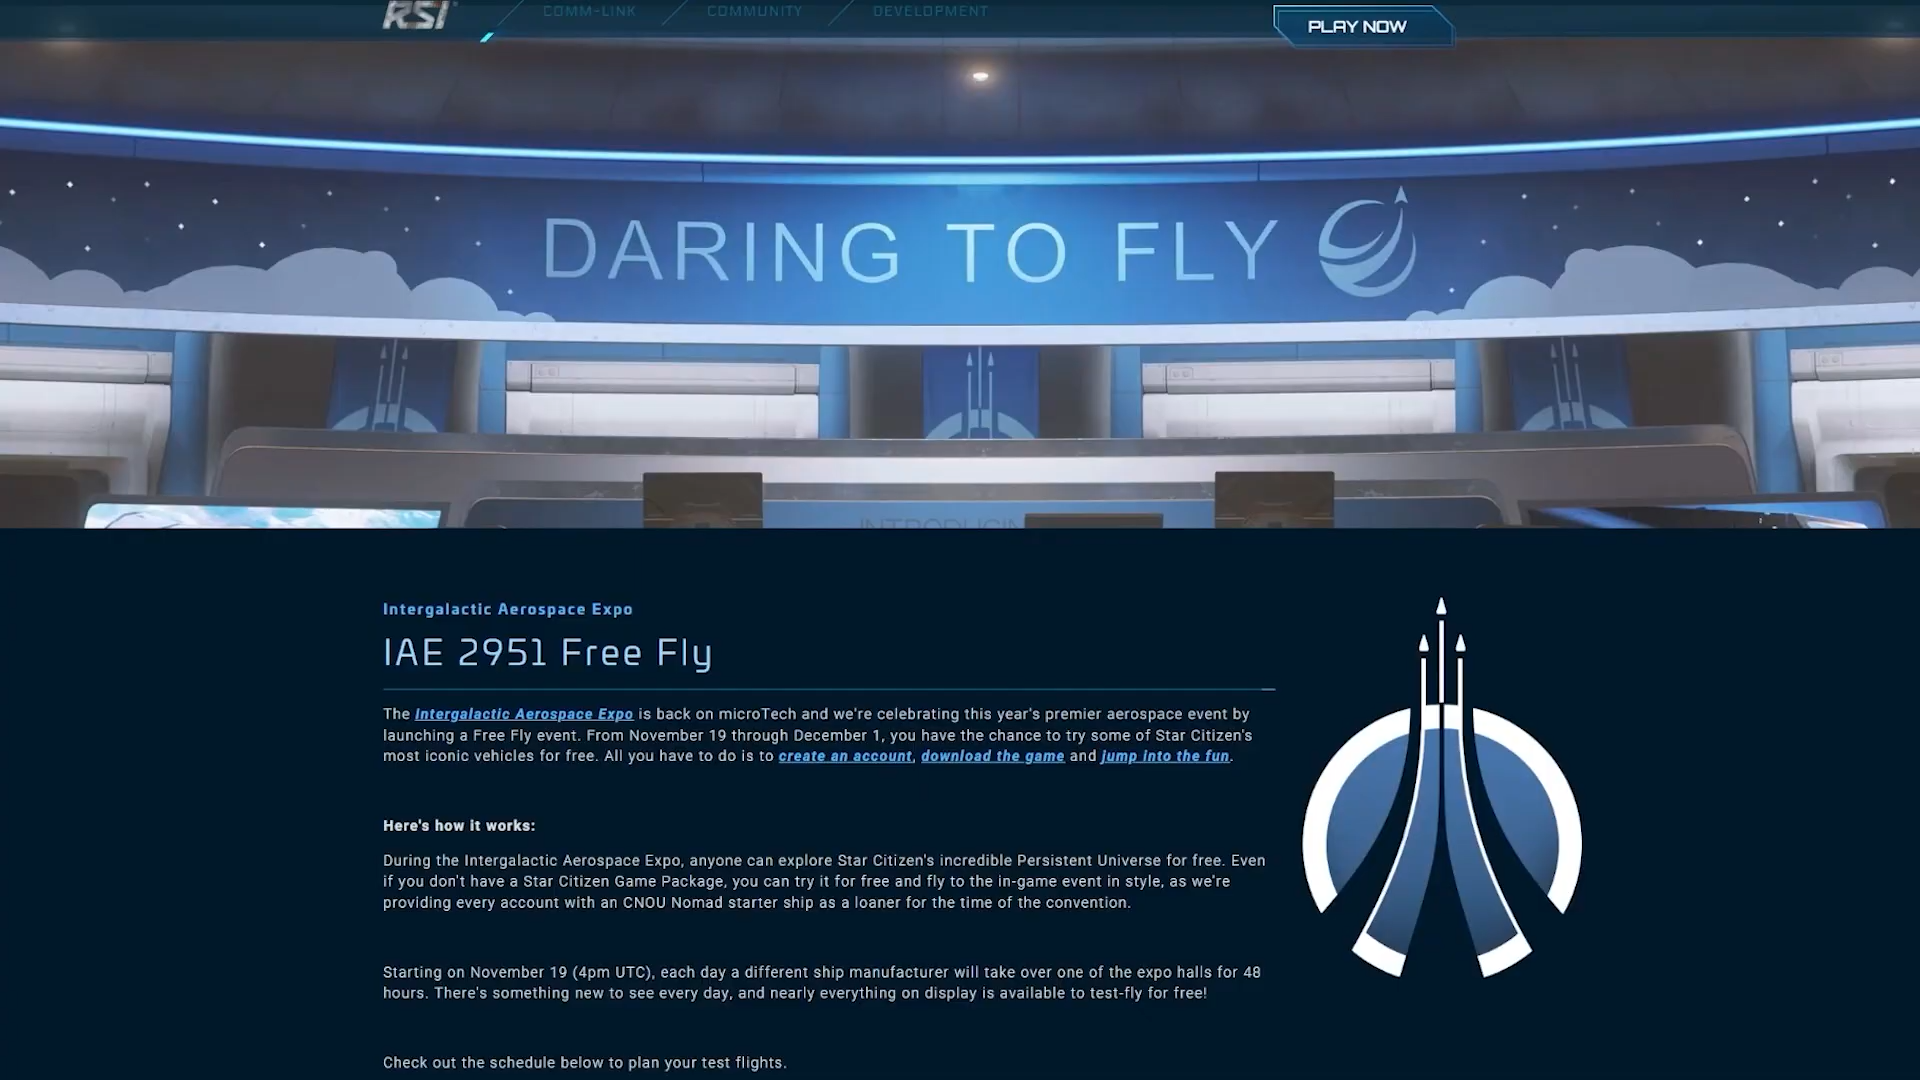 RSI
COMM-LINK
COMMUNITY
DEVELOPMENT
PLAY NOW
DARING TO FLY
Intergalactic Aerospace Expo
IAE 2951 Free Fly
The Intergalactic Aerospace Expo is back on microTech and we're celebrating this year's premier aerospace event by
launching a Free Fly event. From November 19 through December 1, you have the chance to try some of Star Citizen's
most iconic vehicles for free. All you have to do is to create an account, download the game and jump into the fun.
Here's how it works:
During the Intergalactic Aerospace Expo, anyone can explore Star Citizen's incredible Persistent Universe for free. Even
if you don't have a Star Citizen Game Package, you can try it for free and fly to the in-game event in style, as we're
providing every account with an CNOU Nomad starter ship as a loaner for the time of the convention.
Starting on November 19 (4pm UTC), each day a different ship manufacturer will take over one of the expo halls for 48
hours. There's something new to see every day, and nearly everything on display is available to test-fly for free!
Check out the schedule below to plan your test flights.